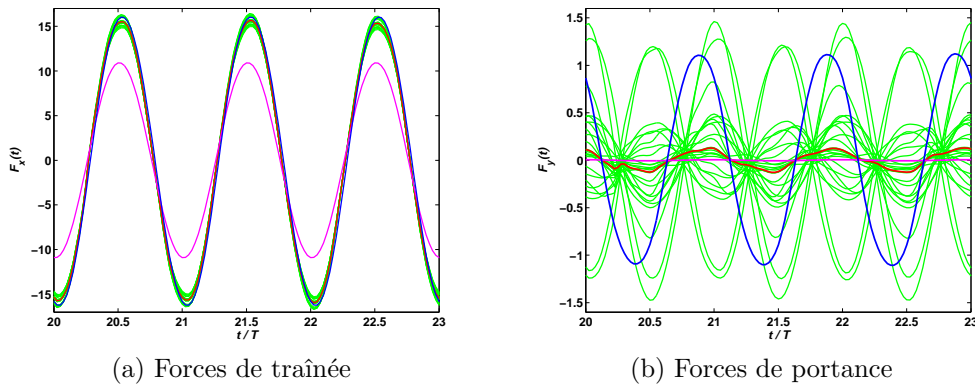 15
10
5
0
−5
−10
−15
20 20.5 21 21.5 22 22.5 23
t / T
F_x(t)
(a) Forces de traînée
1.5
1
0.5
0
−0.5
−1
−1.5
20 20.5 21 21.5 22 22.5 23
t / T
F_y(t)
(b) Forces de portance